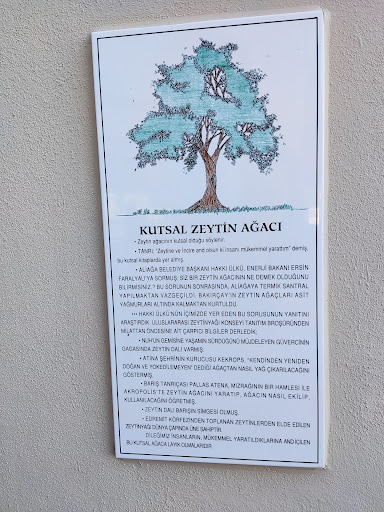 KUTSAL ZEYTİN AĞACI
• Zeytin ağacının kutsal olduğu söylenir.
• TANRI, "Zeytine ve İncire and olsun ki insanı mükemmel yarattım" demiş,
bu kutsal kitaplarda yer almış.
• ALİAĞA BELEDİYE BAŞKANI HAKKI ÜLKÜ, ENERJİ BAKANI ERSİN
FARALYALI'YA SORMUŞ; SİZ BİR ZEYTİN AĞACININ NE DEMEK OLDUĞUNU
BİLİRMİSİNİZ ? BU SORUNUN SONRASINDA, ALİAĞAYA TERMİK SANTRAL
YAPILMAKTAN VAZGEÇİLDİ. BAKIRÇAY'IN ZEYTİN AĞAÇLARI ASİT
YAĞMURLARI ALTINDA KALMAKTAN KURTULDU.
••• HAKKI ÜLKÜ'NÜN İÇİMİZDE YER EDEN BU SORUSUNUN YANITINI
ARAŞTIRDIK. ULUSLARARASI ZEYTİNYAĞI KONSEYİ TANITIM BROŞÜRÜNDEN
MİLATTAN ÖNCESİNE AİT ÇARPICI BİLGİLER DERLEDİK:
• NUHUN GEMİSİNE YAŞAMIN SÜRDÜĞÜNÜ MÜJDELEYEN GÜVERCİNİN
GAGASINDA ZEYTİN DALI VARMIŞ.
• ATİNA ŞEHRİNİN KURUCUSU KEKROPS, "KENDİNDEN YENİDEN
DOĞAN VE YOKEDİLEMEYEN" DEDİĞİ AĞAÇTAN NASIL YAĞ ÇIKARILACAĞINI
GÖSTERMİŞ.
• BARIŞ TANRIÇASI PALLAS ATENA, MIZRAĞININ BİR HAMLESİ İLE
AKROPOLİS'TE ZEYTİN AĞACINI YARATIP, AĞACIN NASIL EKİLİP,
KULLANILACAĞINI ÖĞRETMİŞ.
• ZEYTİN DALI BARIŞIN SİMGESİ OLMUŞ.
• EDREMİT KÖRFEZİNDEN TOPLANAN ZEYTİNLERDEN ELDE EDİLEN
ZEYTİNYAĞI DÜNYA ÇAPINDA ÜNE SAHİPTİR.
DİLEĞİMİZ İNSANLARIN, MÜKEMMEL YARATILDIKLARINA AND İÇİLEN
BU KUTSAL AĞACA LAYIK OLMALARIDIR.